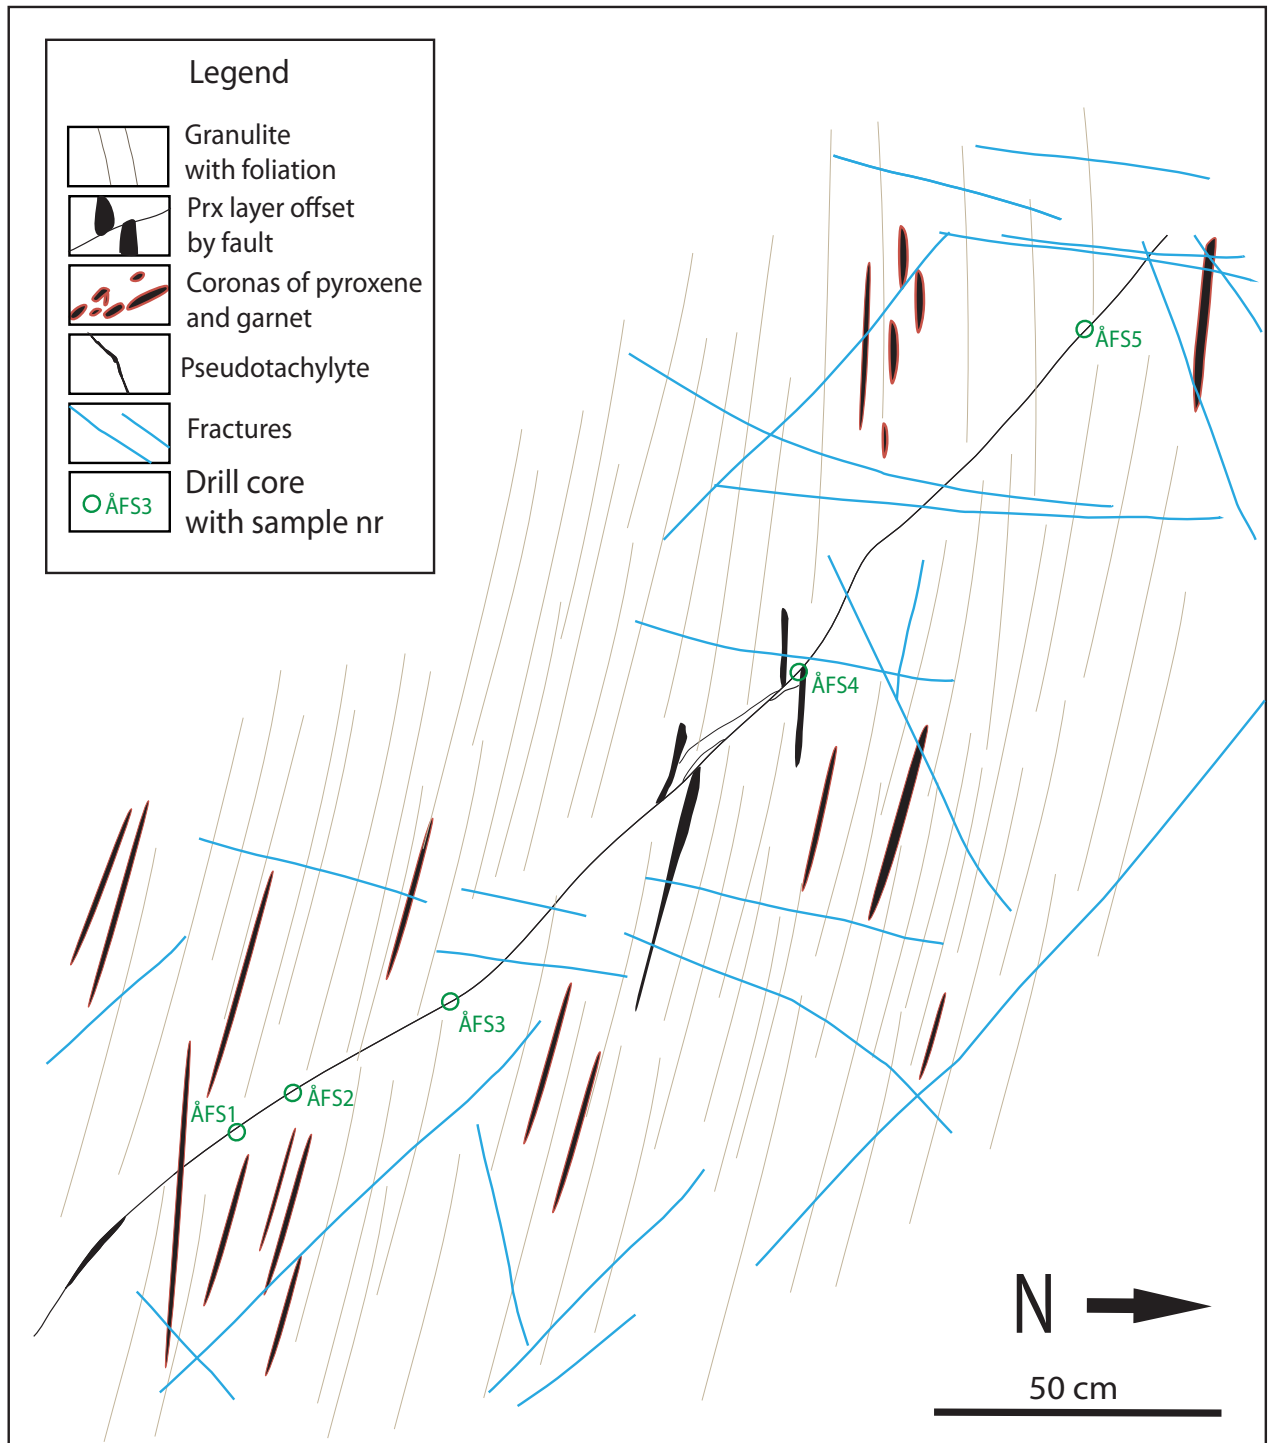 Legend
Granulite
with foliation
Prx layer offset
by fault
Coronas of pyroxene
and garnet
Pseudotachylyte
Fractures
ÅFS3
Drill core
with sample nr
ÅFS5
ÅFS4
ÅFS3
ÅFS2
ÅFS1
N
50 cm